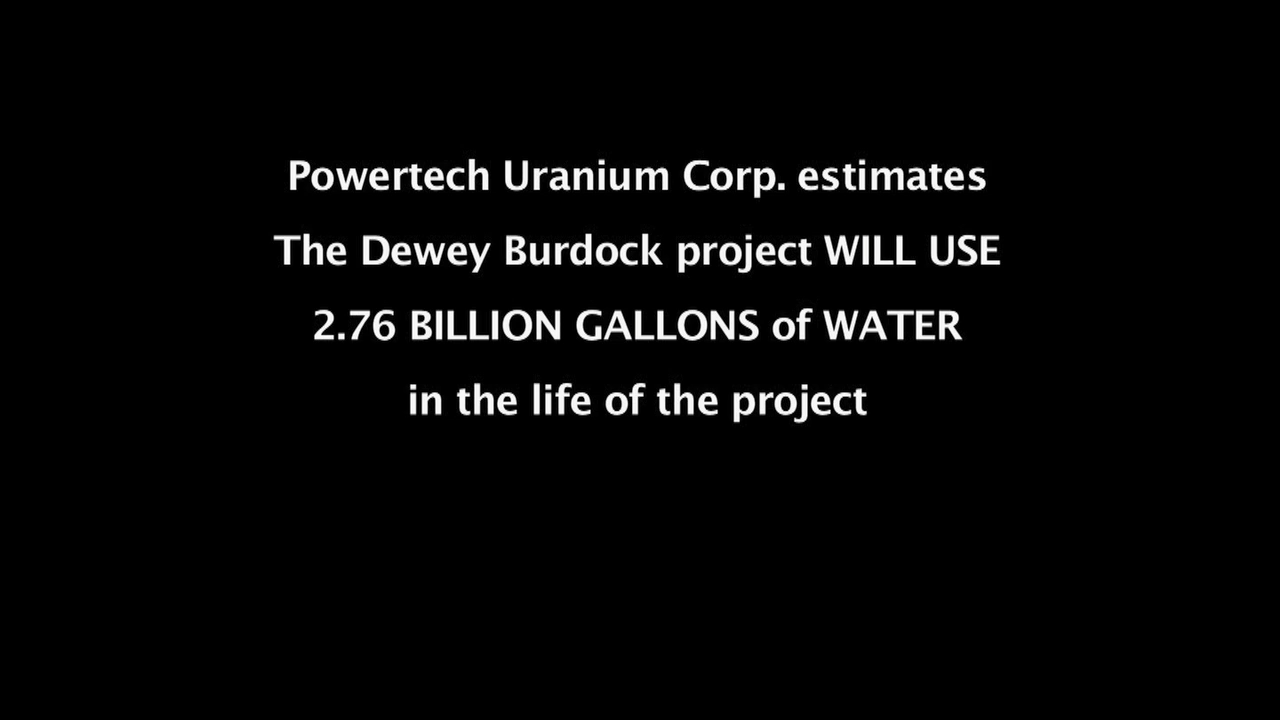 Powertech Uranium Corp. estimates
The Dewey Burdock project WILL USE
2.76 BILLION GALLONS of WATER
in the life of the project